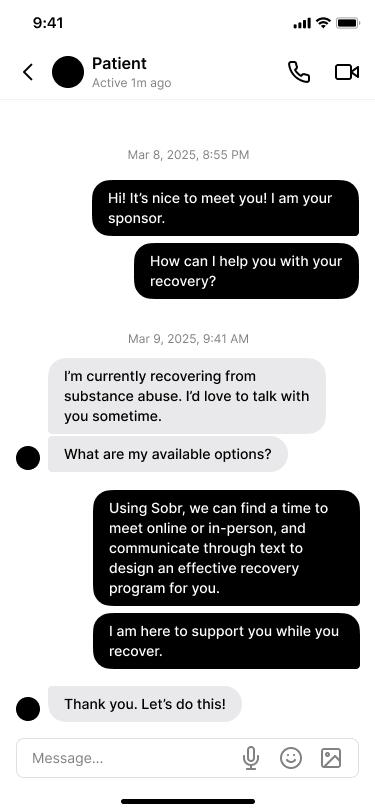 9:41
Patient
Active 1m ago
Mar 8, 2025, 8:55 PM
Hi! It’s nice to meet you! I am your
sponsor.
How can I help you with your
recovery?
Mar 9, 2025, 9:41 AM
I’m currently recovering from
substance abuse. I’d love to talk with
you sometime.
What are my available options?
Using Sobr, we can find a time to
meet online or in-person, and
communicate through text to
design an effective recovery
program for you.
I am here to support you while you
recover.
Thank you. Let’s do this!
Message...